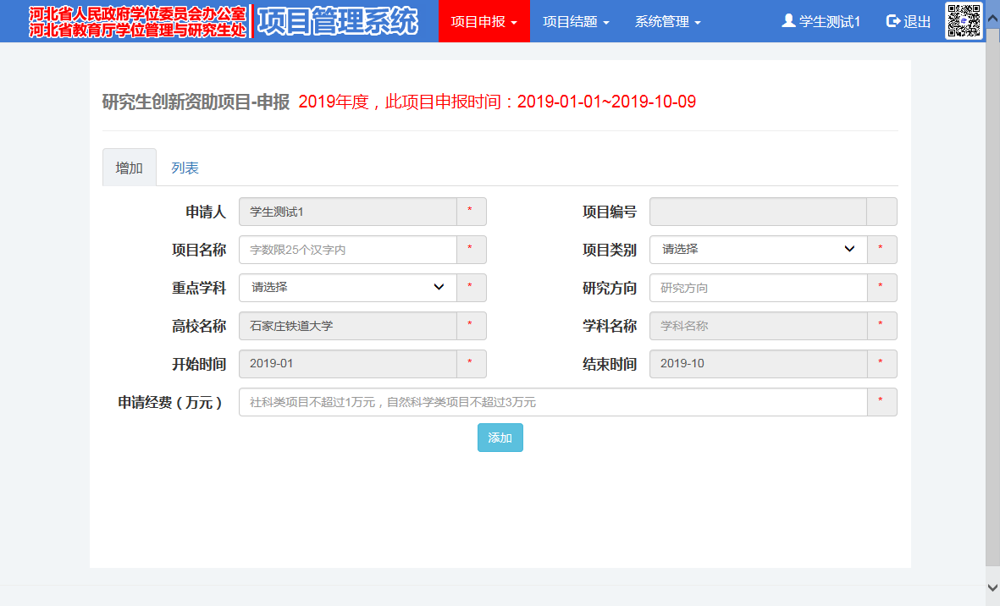 河北省人民政府学位委员会办公室
河北省教育厅学位管理与研究生处
项目管理系统
项目申报 项目结题 系统管理 学生测试1 退出
研究生创新资助项目-申报 2019年度，此项目申报时间：2019-01-01~2019-10-09
增加 列表
申请人 学生测试1 * 项目编号
项目名称 字数限25个汉字内 * 项目类别 请选择 *
重点学科 请选择 * 研究方向 研究方向 *
高校名称 石家庄铁道大学 * 学科名称 学科名称 *
开始时间 2019-01 * 结束时间 2019-10 *
申请经费（万元） 社科类项目不超过1万元，自然科学类项目不超过3万元 *
添加